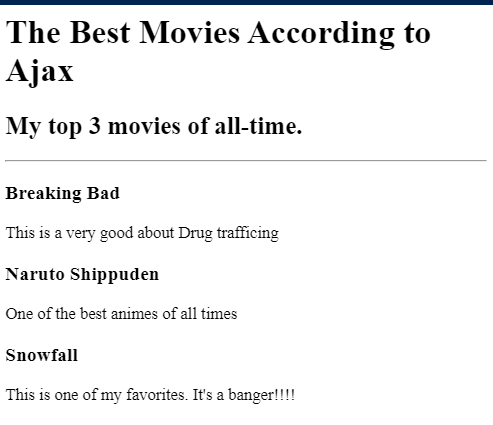 The Best Movies According to
Ajax
My top 3 movies of all-time.
Breaking Bad
This is a very good about Drug trafficing
Naruto Shippuden
One of the best animes of all times
Snowfall
This is one of my favorites. It's a banger!!!!